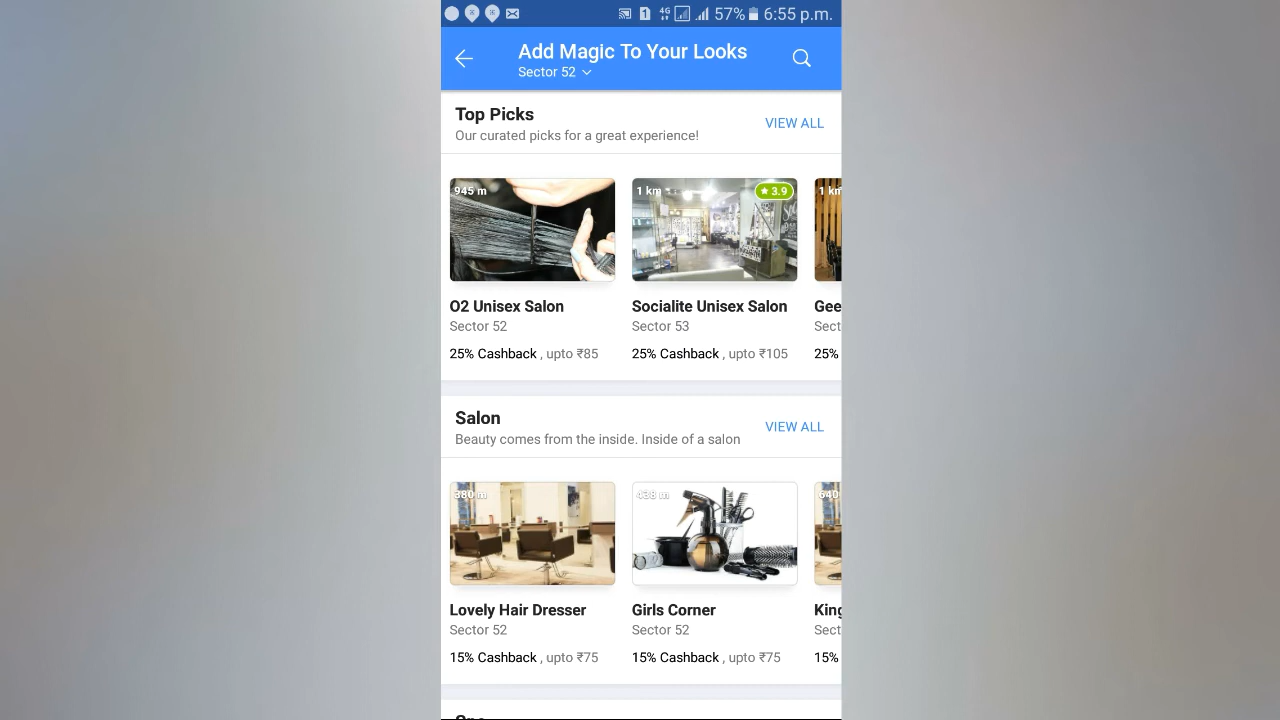 4G 1 57% 6:55 p.m.
Add Magic To Your Looks
Sector 52
Top Picks
Our curated picks for a great experience!
VIEW ALL
945 m
1 km
3.9
1 km
O2 Unisex Salon
Socialite Unisex Salon
Gee
Sector 52
Sector 53
Sect
25% Cashback , upto ₹85
25% Cashback , upto ₹105
25%
Salon
Beauty comes from the inside. Inside of a salon
VIEW ALL
380 m
438 m
640
Lovely Hair Dresser
Girls Corner
King
Sector 52
Sector 52
Sect
15% Cashback , upto ₹75
15% Cashback , upto ₹75
15%